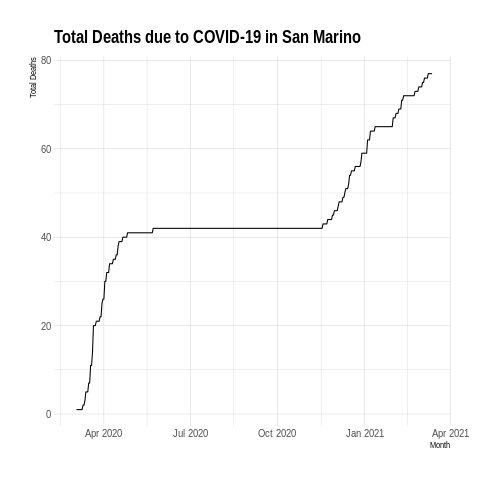 Total Deaths due to COVID-19 in San Marino
Total Deaths
80
60
40
20
0
Apr 2020 Jul 2020 Oct 2020 Jan 2021 Apr 2021
Month